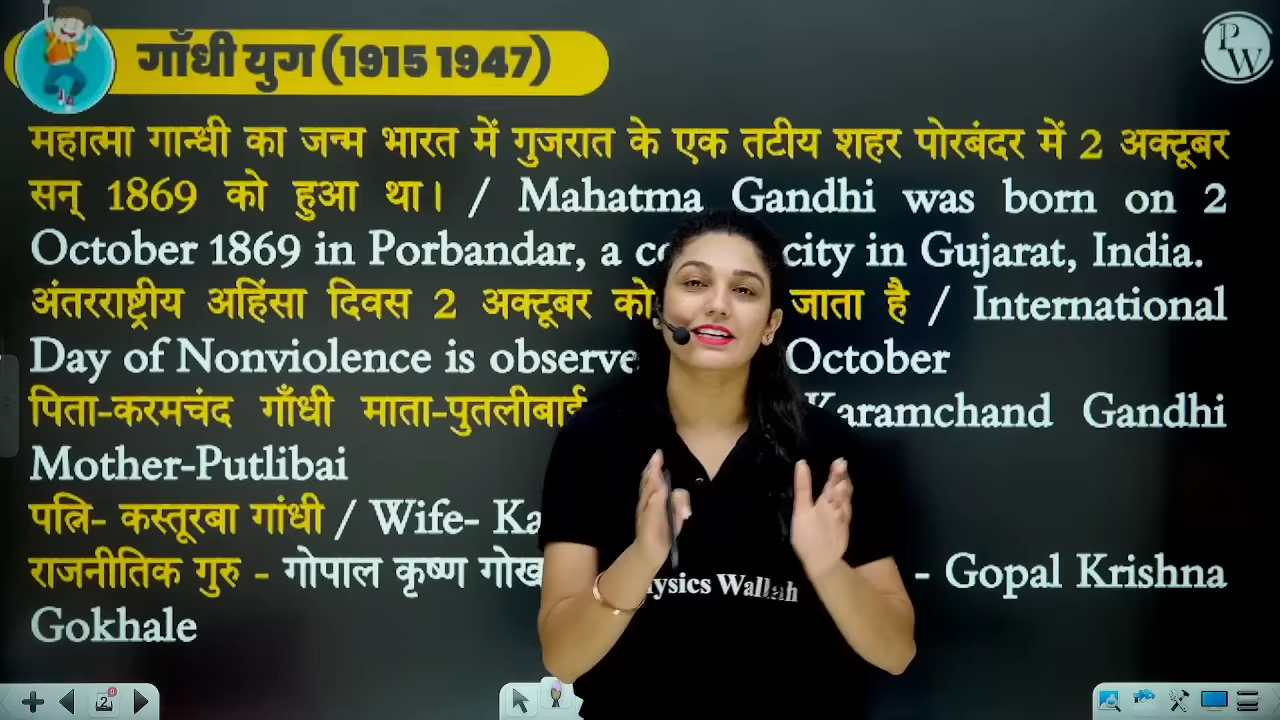 गाँधी युग (1915 1947)
PW
महात्मा गान्धी का जन्म भारत में गुजरात के एक तटीय शहर पोरबंदर में 2 अक्टूबर
सन् 1869 को हुआ था। / Mahatma Gandhi was born on 2
October 1869 in Porbandar, a city in Gujarat, India.
अंतरराष्ट्रीय अहिंसा दिवस 2 अक्टूबर को जाता है / International
Day of Nonviolence is October
पिता-करमचंद गाँधी माता-पुतलीबाई Karamchand Gandhi
Mother-Putlibai
पत्नि- कस्तूरबा गांधी / Wife-
राजनीतिक गुरु - गोपाल कृष्ण - Gopal Krishna
Gokhale
Wallah
2